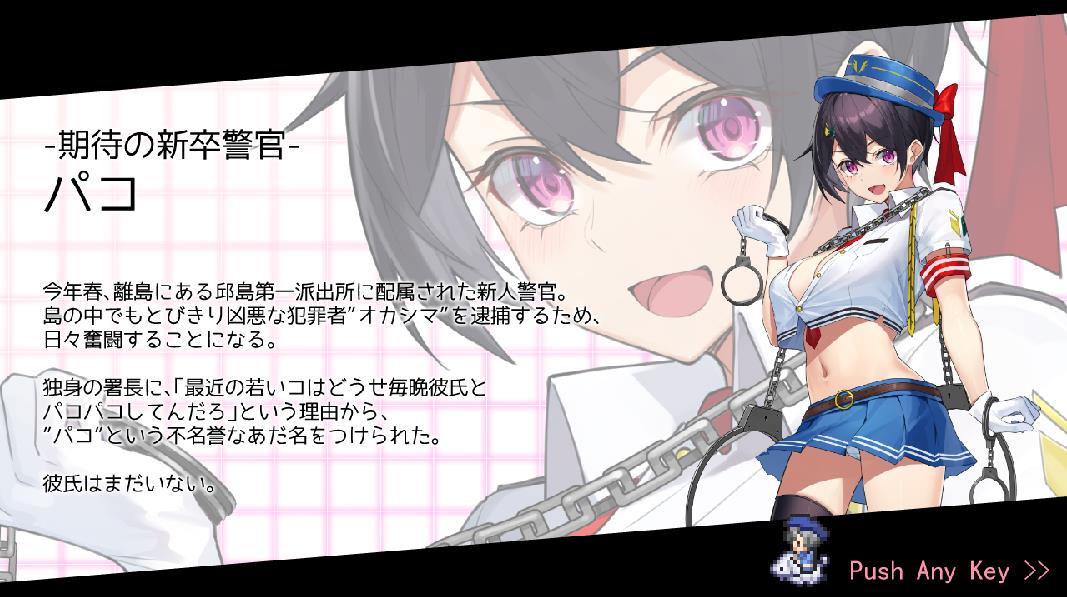 -期待の新卒警官-
パコ
今年春、離島にある邱島第一派出所に配属された新人警官。
島の中でもとびきり凶悪な犯罪者"オカシマ"を逮捕するため、
日々奮闘することになる。
独身の署長に、「最近の若いコはどうせ毎晩彼氏と
パコパコしてんだろ」という理由から、
"パコ"という不名誉なあだ名をつけられた。
彼氏はまだいない。
Push Any Key >>